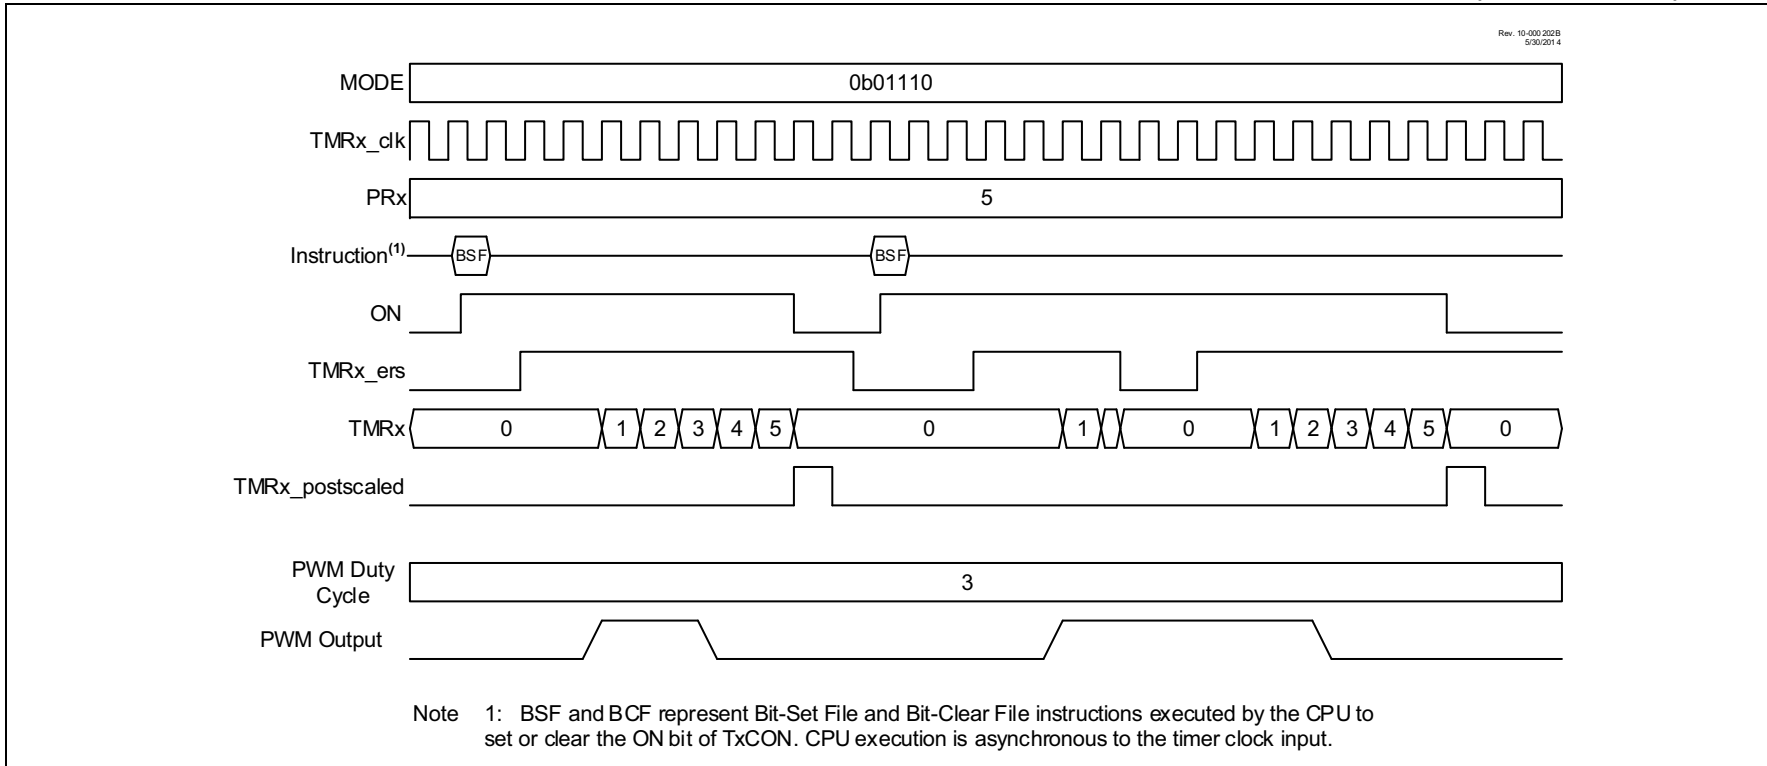 Rev. 10-000 202B
5/30/2014
MODE 0b01110
TMRx_clk
PRx 5
Instruction(1) BSF BSF
ON
TMRx_ers
TMRx 0 1 2 3 4 5 0 1 0 1 2 3 4 5 0
TMRx_postscaled
PWM Duty
Cycle 3
PWM Output
Note 1: BSF and BCF represent Bit-Set File and Bit-Clear File instructions executed by the CPU to
set or clear the ON bit of TxCON. CPU execution is asynchronous to the timer clock input.